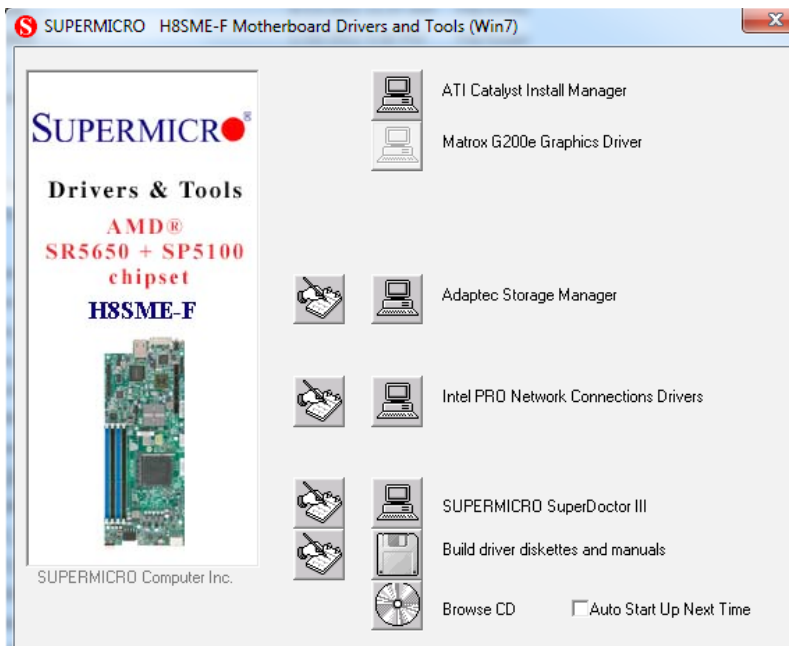 SUPERMICRO H8SME-F Motherboard Drivers and Tools (Win7)
SUPERMICRO®
Drivers & Tools
AMD®
SR5650 + SP5100
chipset
H8SME-F
SUPERMICRO Computer Inc.
ATI Catalyst Install Manager
Matrox G200e Graphics Driver
Adaptec Storage Manager
Intel PRO Network Connections Drivers
SUPERMICRO SuperDoctor III
Build driver diskettes and manuals
Browse CD
Auto Start Up Next Time